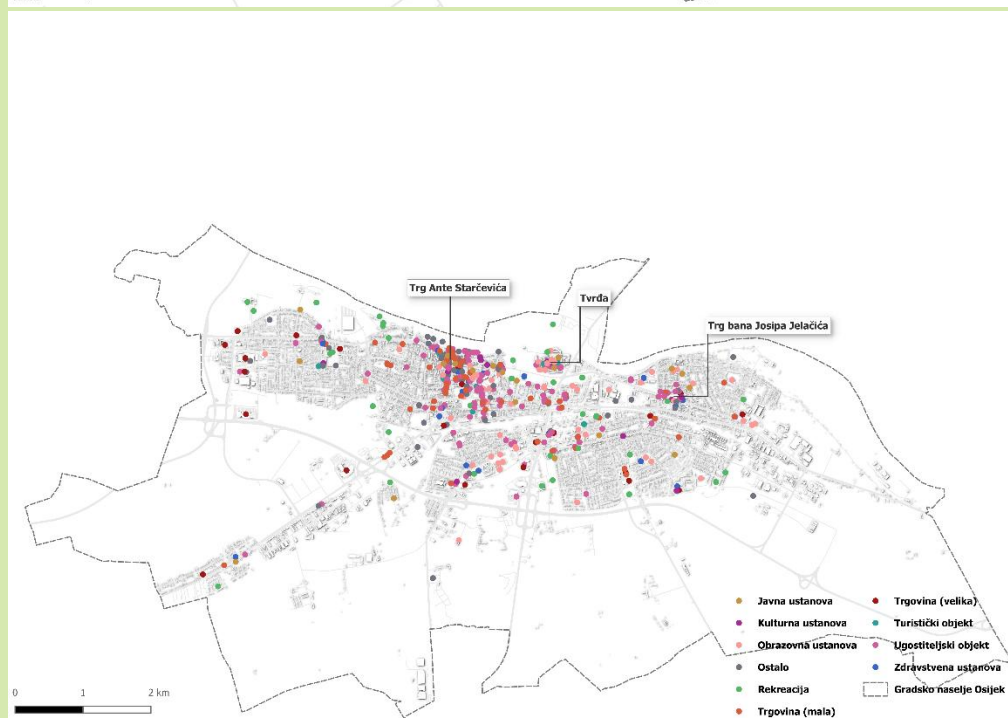 Trg Ante Starčevića
Tvrđa
Trg bana Josipa Jelačića
Javna ustanova
Kulturna ustanova
Obrazovna ustanova
Ostalo
Rekreacija
Trgovina (mala)
Trgovina (velika)
Turistički objekt
Ugostiteljski objekt
Zdravstvena ustanova
Gradsko naselje Osijek
0 1 2 km